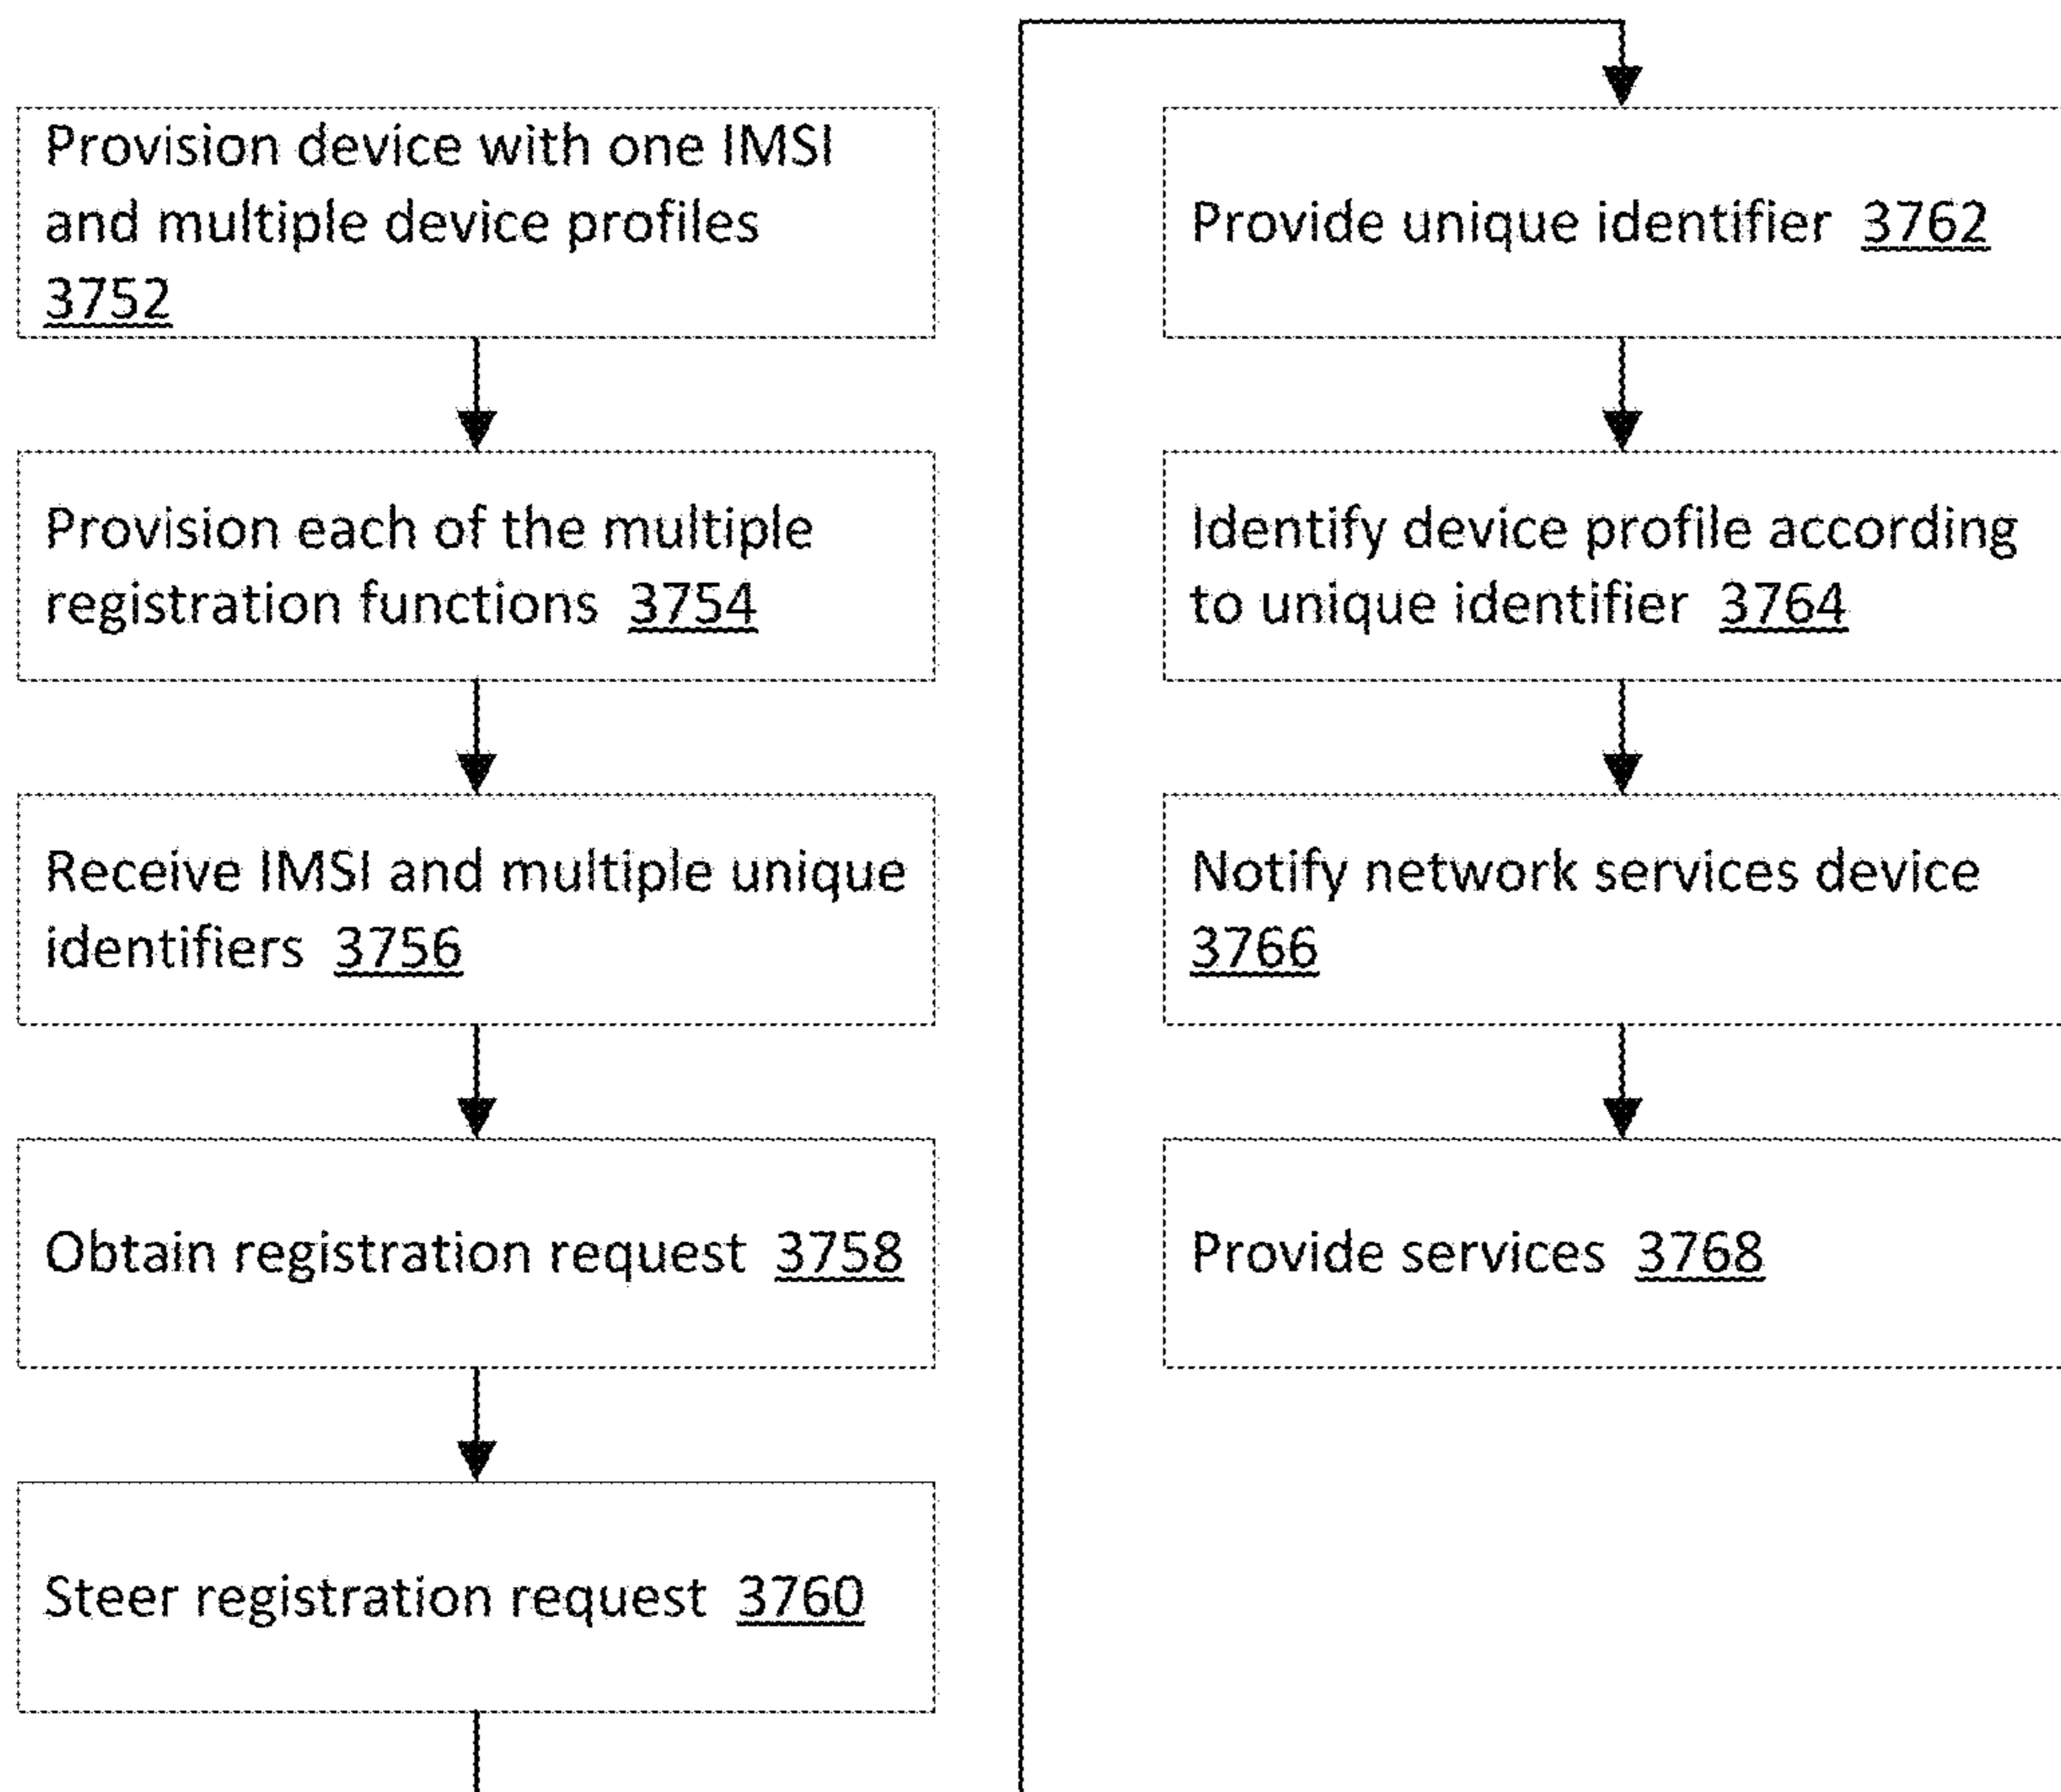 Provision device with one IMSI
and multiple device profiles
3752
Provision each of the multiple
registration functions 3754
Receive IMSI and multiple unique
identifiers 3756
Obtain registration request 3758
Steer registration request 3760
Provide unique identifier 3762
Identify device profile according
to unique identifier 3764
Notify network services device
3766
Provide services 3768